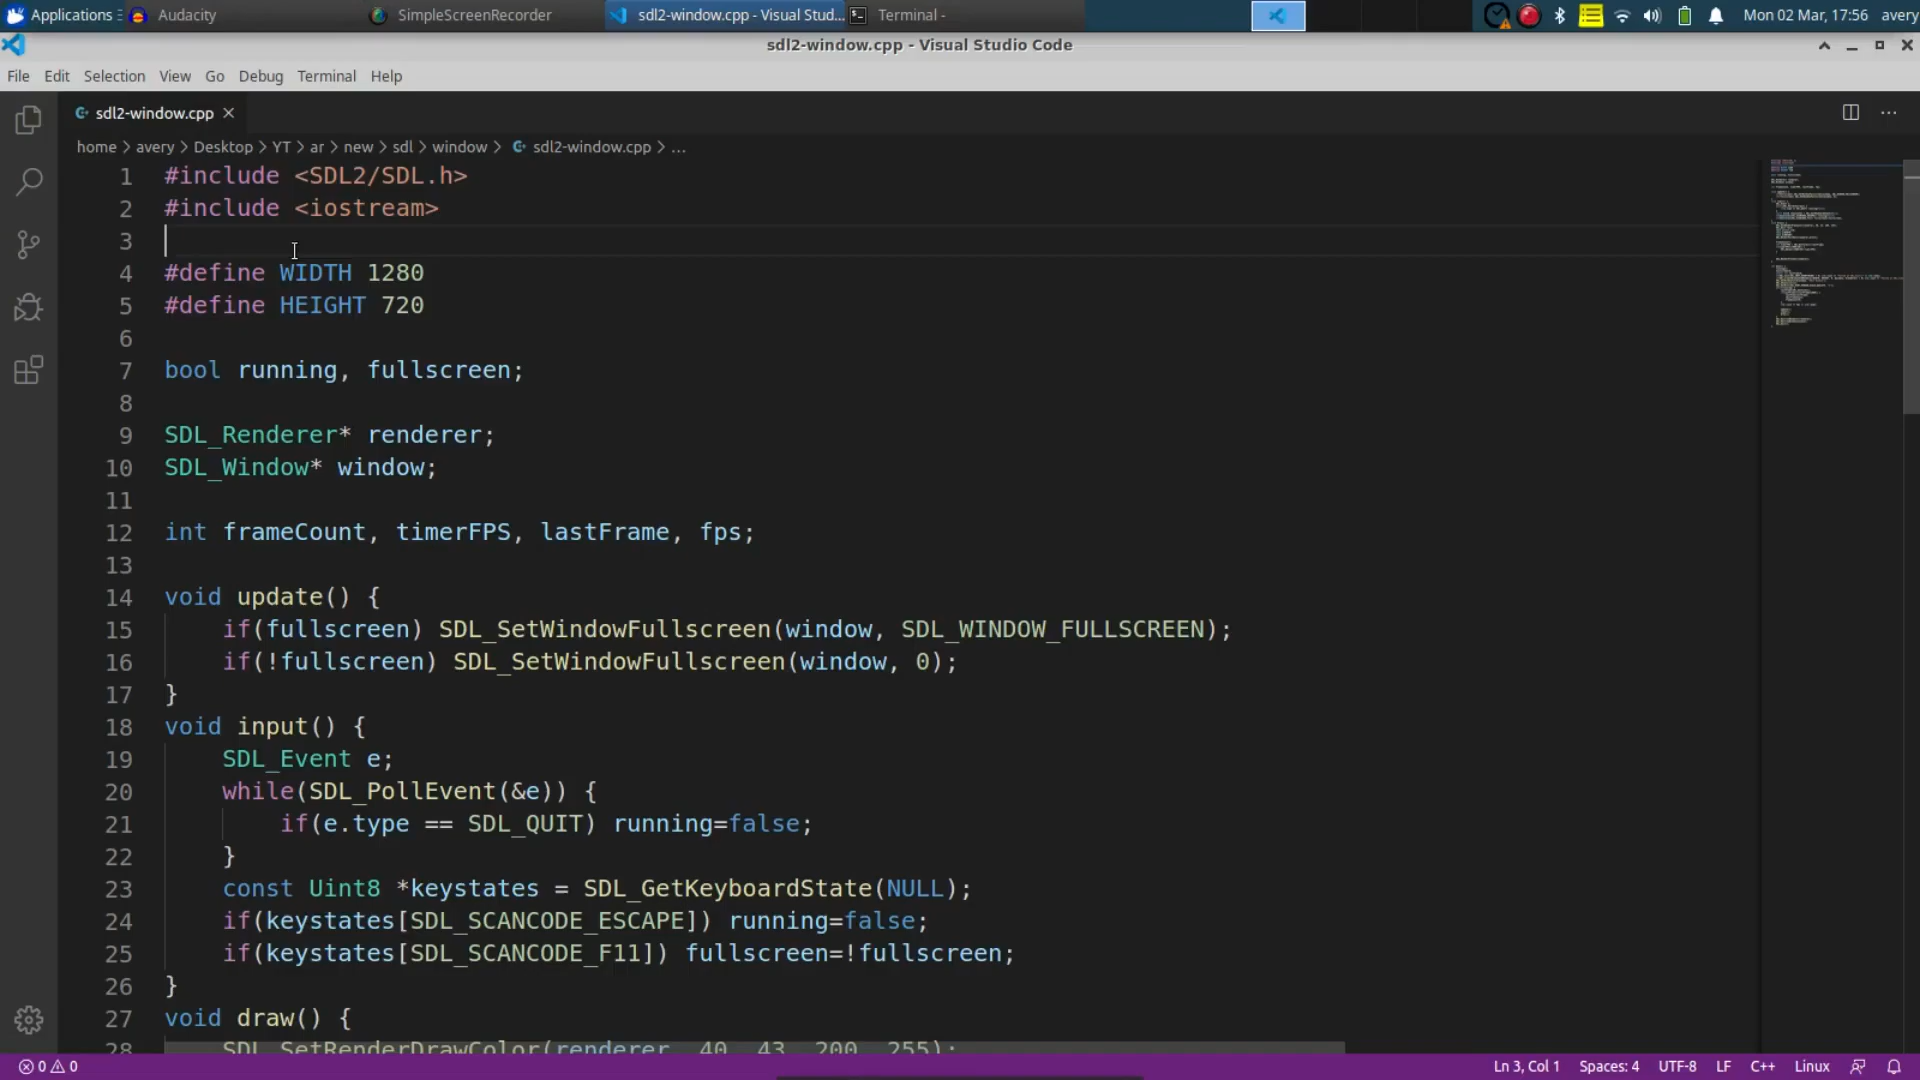 Applications Audacity SimpleScreenRecorder sdl2-window.cpp - Visual Stud... Terminal - Mon 02 Mar, 17:56 avery
sdl2-window.cpp - Visual Studio Code
File Edit Selection View Go Debug Terminal Help
sdl2-window.cpp
home > avery > Desktop > YT > ar > new > sdl > window > sdl2-window.cpp > ...
1 #include <SDL2/SDL.h>
2 #include <iostream>
3
4 #define WIDTH 1280
5 #define HEIGHT 720
6
7 bool running, fullscreen;
8
9 SDL_Renderer* renderer;
10 SDL_Window* window;
11
12 int frameCount, timerFPS, lastFrame, fps;
13
14 void update() {
15 if(fullscreen) SDL_SetWindowFullscreen(window, SDL_WINDOW_FULLSCREEN);
16 if(!fullscreen) SDL_SetWindowFullscreen(window, 0);
17 }
18 void input() {
19 SDL_Event e;
20 while(SDL_PollEvent(&e)) {
21 if(e.type == SDL_QUIT) running=false;
22 }
23 const Uint8 *keystates = SDL_GetKeyboardState(NULL);
24 if(keystates[SDL_SCANCODE_ESCAPE]) running=false;
25 if(keystates[SDL_SCANCODE_F11]) fullscreen=!fullscreen;
26 }
27 void draw() {
28 SDL_SetRenderDrawColor(renderer, 40, 43, 200, 255);
0 0 Ln 3, Col 1 Spaces: 4 UTF-8 LF C++ Linux